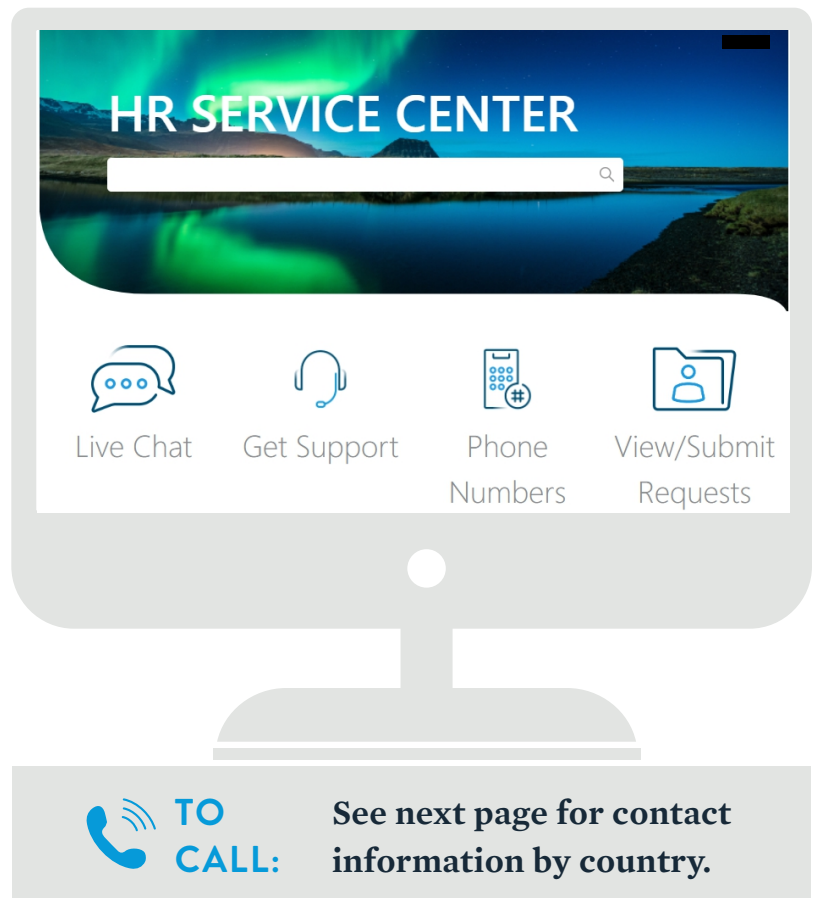 HR SERVICE CENTER
Live Chat
Get Support
Phone
Numbers
View/Submit
Requests
TO
CALL:
See next page for contact
information by country.